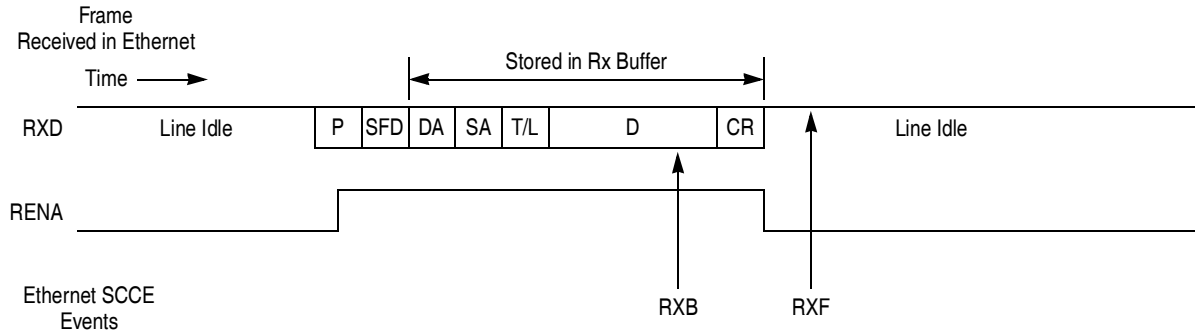 Frame
Received in Ethernet
Time
Stored in Rx Buffer
RXD
Line Idle
P
SFD
DA
SA
T/L
D
CR
Line Idle
RENA
Ethernet SCCE
Events
RXB
RXF